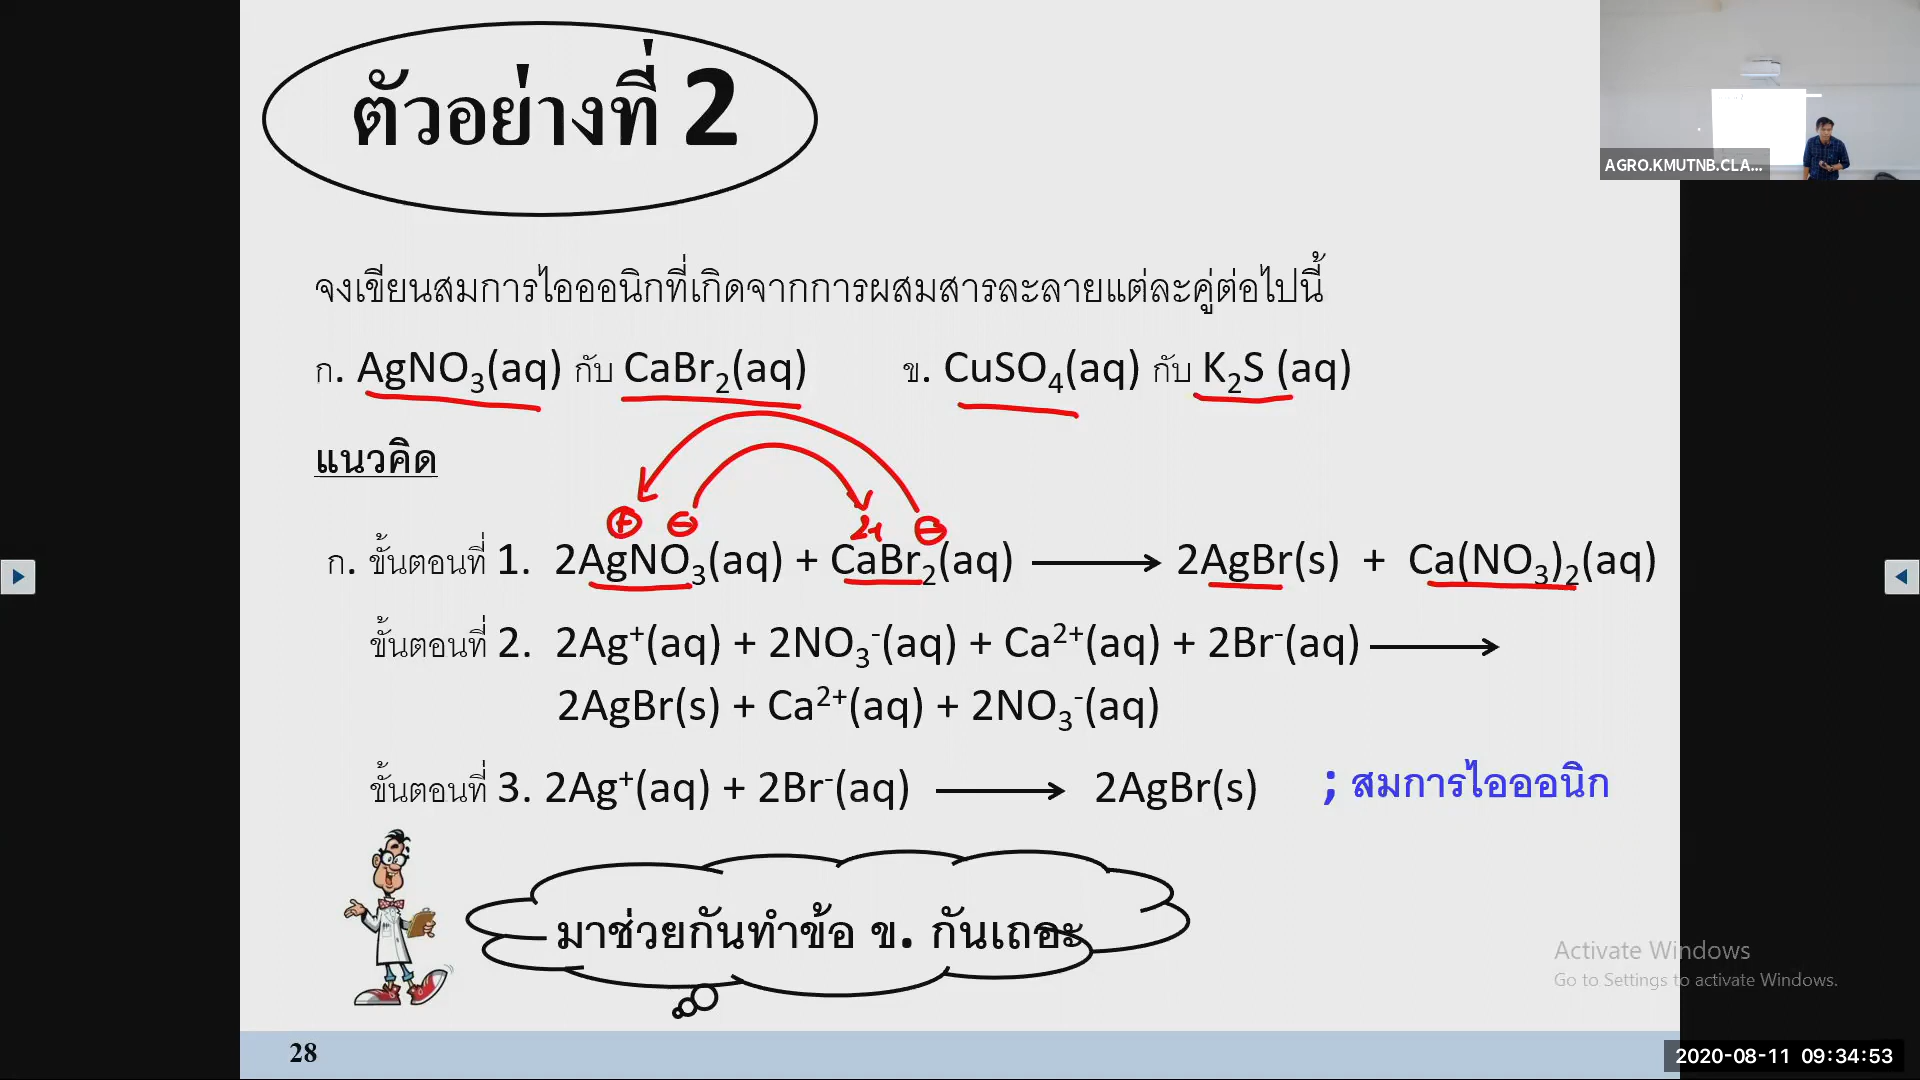 ตัวอย่างที่ 2
AGRO.KMUTNB.CLA...
จงเขียนสมการไอออนิกที่เกิดจากการผสมสารละลายแต่ละคู่ต่อไปนี้
ก. AgNO₃(aq) กับ CaBr₂(aq) ข. CuSO₄(aq) กับ K₂S (aq)
แนวคิด
+ - 2+ -
ก. ขั้นตอนที่ 1. 2AgNO₃(aq) + CaBr₂(aq) ⟶ 2AgBr(s) + Ca(NO₃)₂(aq)
ขั้นตอนที่ 2. 2Ag⁺(aq) + 2NO₃⁻(aq) + Ca²⁺(aq) + 2Br⁻(aq) ⟶
2AgBr(s) + Ca²⁺(aq) + 2NO₃⁻(aq)
ขั้นตอนที่ 3. 2Ag⁺(aq) + 2Br⁻(aq) ⟶ 2AgBr(s) ; สมการไอออนิก
มาช่วยกันทำข้อ ข. กันเถอะ
Activate Windows
Go to Settings to activate Windows.
28
2020-08-11 09:34:53